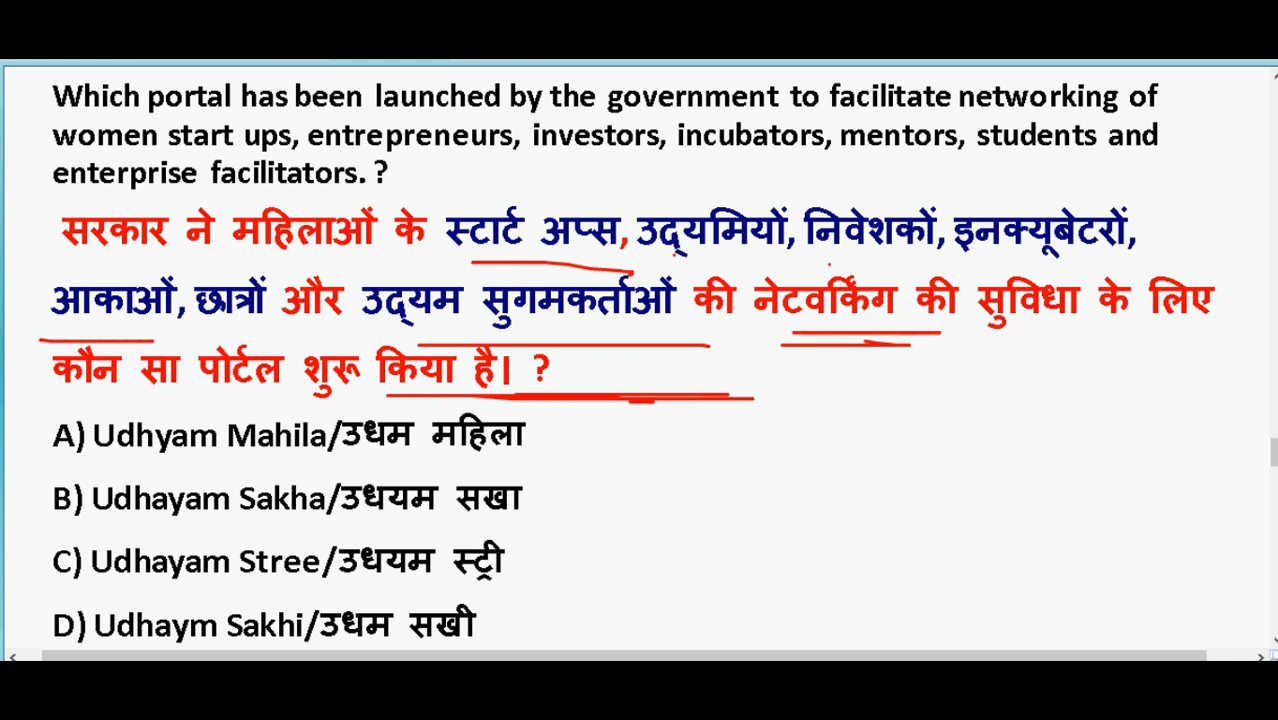 Which portal has been launched by the government to facilitate networking of
women start ups, entrepreneurs, investors, incubators, mentors, students and
enterprise facilitators. ?
सरकार ने महिलाओं के स्टार्ट अप्स, उद्यमियों, निवेशकों, इनक्यूबेटरों,
आकाओं, छात्रों और उद्यम सुगमकर्ताओं की नेटवर्किंग की सुविधा के लिए
कौन सा पोर्टल शुरू किया है। ?
A) Udhyam Mahila/उधम महिला
B) Udhayam Sakha/उधयम सखा
C) Udhayam Stree/उधयम स्ट्री
D) Udhaym Sakhi/उधम सखी